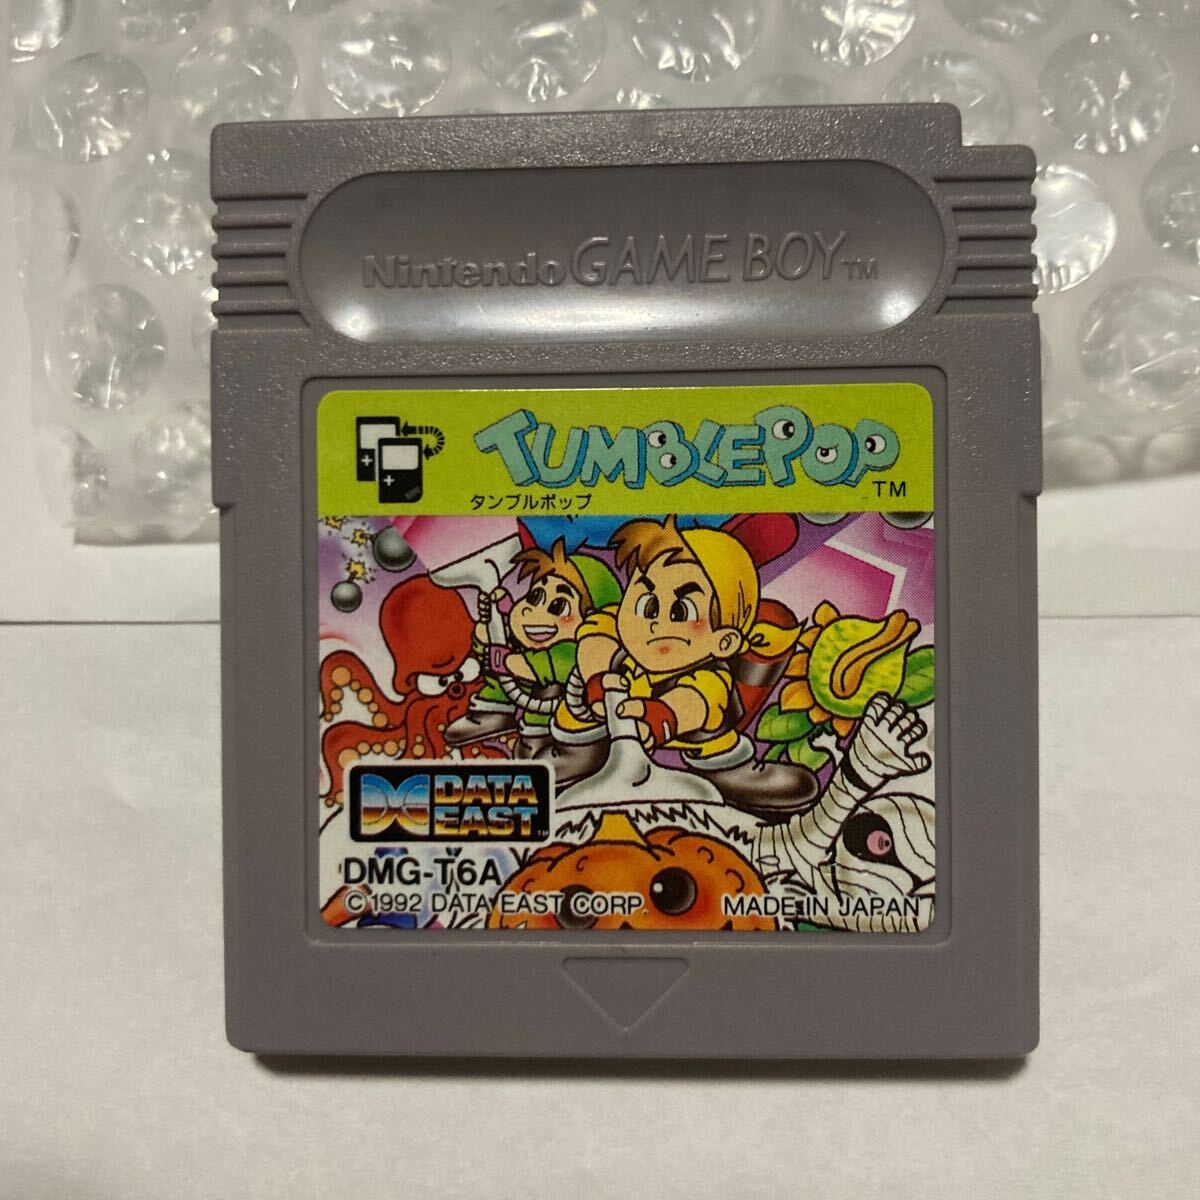 Nintendo GAME BOY TM
TUMBLEPOP TM
タンブルポップ
DATA EAST TM
DMG-T6A
© 1992 DATA EAST CORP. MADE IN JAPAN